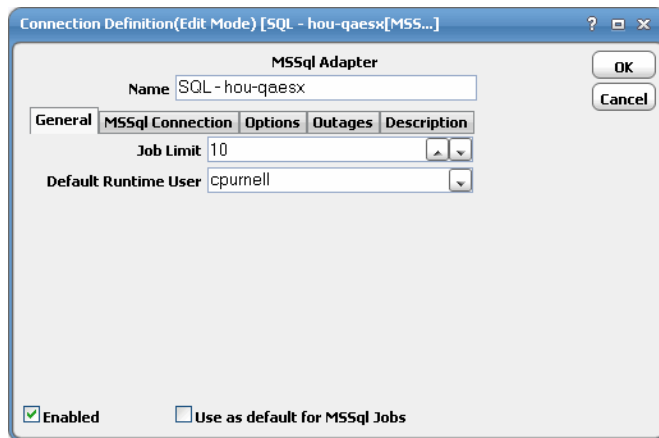 Connection Definition(Edit Mode) [SQL - hou-qaesx[MSS...]
?
MSSql Adapter
Name SQL - hou-qaesx
OK
Cancel
General MSSql Connection Options Outages Description
Job Limit 10
Default Runtime User cpurnell
Enabled Use as default for MSSql Jobs